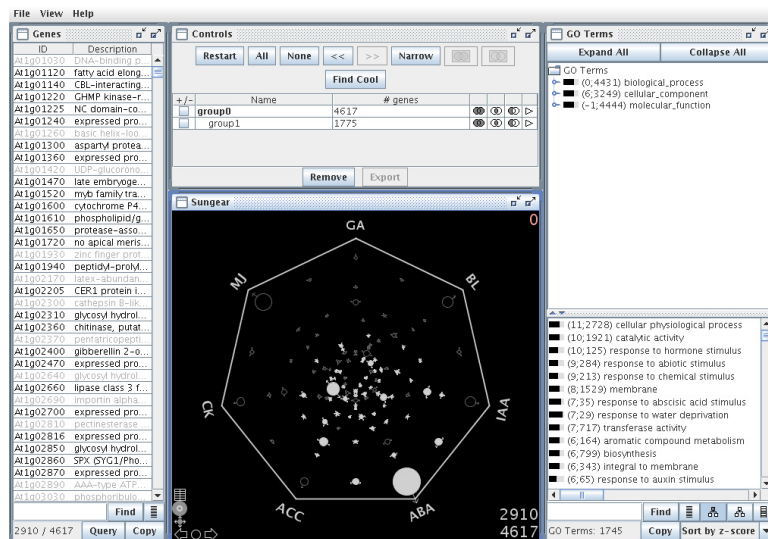 File View Help
Genes
ID Description
At1g01030 DNA-binding p...
At1g01120 fatty acid elong...
At1g01140 CBL-interacting...
At1g01220 GHMP kinase-r...
At1g01225 NC domain-co...
At1g01240 expressed pro...
At1g01260 basic helix-loo...
At1g01300 aspartyl protea...
At1g01360 expressed pro...
At1g01420 UDP-glucorono...
At1g01470 late embryoge...
At1g01520 myb family tra...
At1g01600 cytochrome P4...
At1g01610 phospholipid/g...
At1g01650 protease-asso...
At1g01720 no apical meris...
At1g01930 zinc finger prot...
At1g01940 peptidyl-prolyl...
At1g02170 latex-abundan...
At1g02205 CER1 protein i...
At1g02300 cathepsin B-lik...
At1g02310 glycosyl hydrol...
At1g02360 chitinase, putat...
At1g02370 pentatricopepti...
At1g02400 gibberellin 2-o...
At1g02470 expressed pro...
At1g02640 glycosyl hydrol...
At1g02660 lipase class 3 f...
At1g02690 importin alpha...
At1g02700 expressed pro...
At1g02810 pectinesterase
At1g02816 expressed pro...
At1g02850 glycosyl hydrol...
At1g02860 SPX (SYG1/Pho...
At1g02870 expressed pro...
At1g02890 AAA-type ATP...
At1g03030 phosphoribulo...
Find
2910 / 4617 Query Copy
Controls
Restart All None << >> Narrow
Find Cool
+/- Name # genes
group0 4617
group1 1775
Remove Export
Sungear
0
GA
MJ BL
CK IAA
ACC ABA
2910
4617
GO Terms
Expand All Collapse All
GO Terms
(0;4431) biological_process
(6;3249) cellular_component
(-1;4444) molecular_function
(11;2728) cellular physiological process
(10;1921) catalytic activity
(10;125) response to hormone stimulus
(9;284) response to abiotic stimulus
(9;213) response to chemical stimulus
(8;1529) membrane
(7;35) response to abscisic acid stimulus
(7;29) response to water deprivation
(7;717) transferase activity
(6;164) aromatic compound metabolism
(6;799) biosynthesis
(6;343) integral to membrane
(6;65) response to auxin stimulus
Find
GO Terms: 1745 Copy Sort by z-score